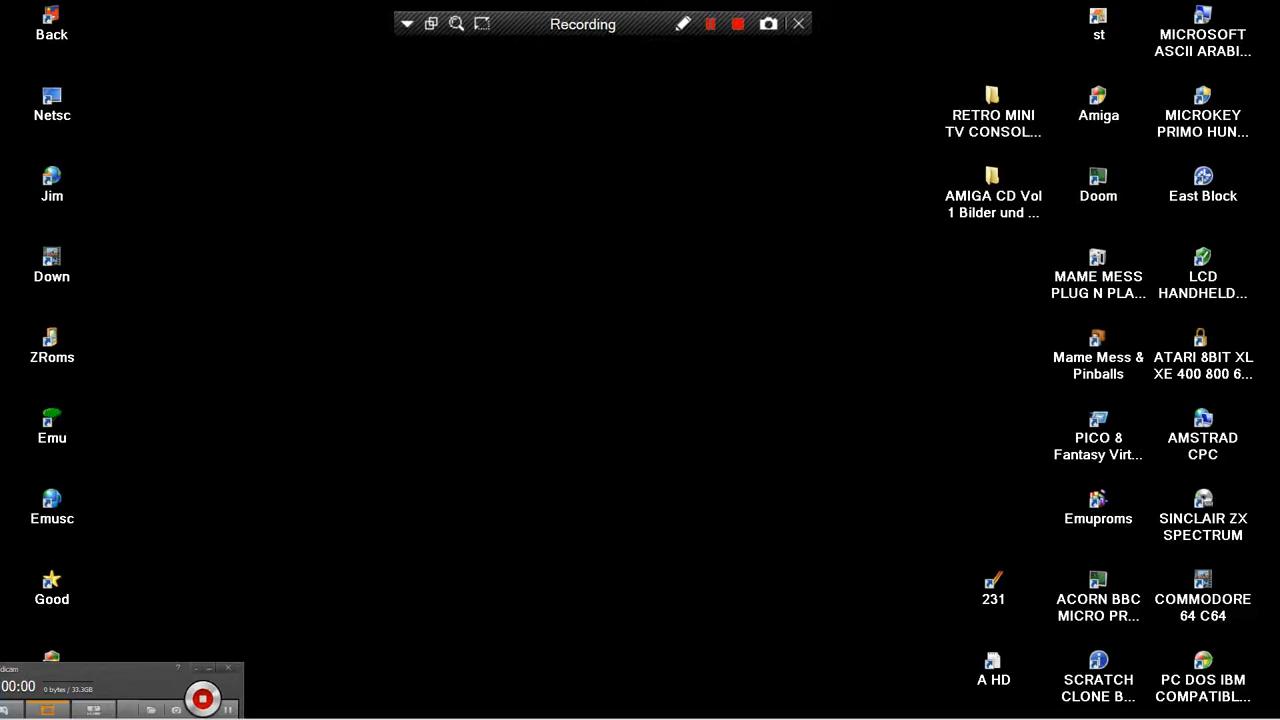 Recording
Back
Netsc
Jim
Down
ZRoms
Emu
Emusc
Good
st
MICROSOFT
ASCII ARABI...
RETRO MINI
TV CONSOL...
Amiga
MICROKEY
PRIMO HUN...
AMIGA CD Vol
1 Bilder und ...
Doom
East Block
MAME MESS
PLUG N PLA...
LCD
HANDHELD...
Mame Mess &
Pinballs
ATARI 8BIT XL
XE 400 800 6...
PICO 8
Fantasy Virt...
AMSTRAD
CPC
Emuproms
SINCLAIR ZX
SPECTRUM
231
ACORN BBC
MICRO PR...
COMMODORE
64 C64
A HD
SCRATCH
CLONE B...
PC DOS IBM
COMPATIBL...
dicam
00:00
0 bytes / 33.3GB